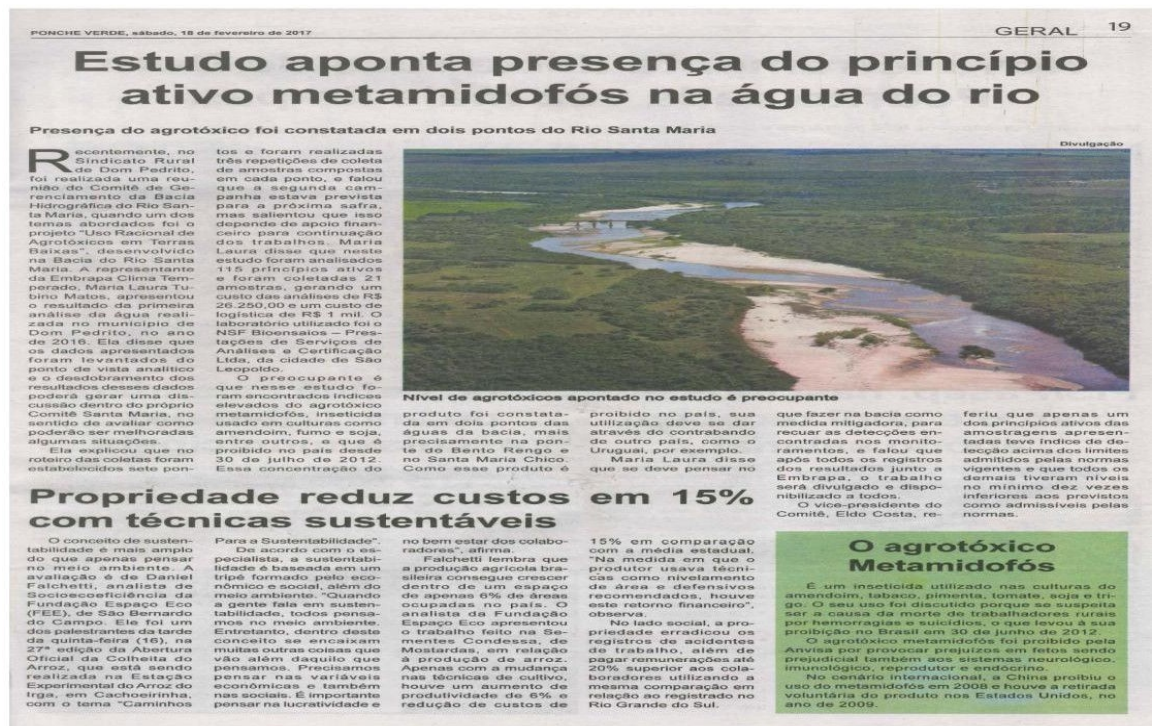 PONCHE VERDE, sábado, 18 de fevereiro de 2017
GERAL 19
Estudo aponta presença do princípio
ativo metamidofós na água do rio
Presença do agrotóxico foi constatada em dois pontos do Rio Santa Maria
Divulgação
Recentemente, no
Sindicato Rural
de Dom Pedrito,
foi realizada uma reu-
nião do Comitê de Ge-
renciamento da Bacia
Hidrográfica do Rio San-
ta Maria, quando um dos
temas abordados foi o
projeto "Uso Racional de
Agrotóxicos em Terras
Baixas", desenvolvido
na Bacia do Rio Santa
Maria. A representante
da Embrapa Clima Tem-
perado, Maria Laura Tu-
bino Matos, apresentou
o resultado da primeira
análise da água reali-
zada no município de
Dom Pedrito, no ano
de 2016. Ela disse que
os dados apresentados
foram levantados do
ponto de vista analítico
e o desdobramento dos
resultados desses dados
poderá gerar uma dis-
cussão dentro do próprio
Comitê Santa Maria, no
sentido de avaliar como
poderão ser melhoradas
algumas situações.
Ela explicou que no
roteiro das coletas foram
estabelecidos sete pon-
tos e foram realizadas
três repetições de coleta
de amostras compostas
em cada ponto, e falou
que a segunda cam-
panha estava prevista
para a próxima safra,
mas salientou que isso
depende de apoio finan-
ceiro para continuação
dos trabalhos. Maria
Laura disse que neste
estudo foram analisados
115 princípios ativos
e foram coletadas 21
amostras, gerando um
custo das análises de R$
26.250,00 e um custo de
logística de R$ 1 mil. O
laboratório utilizado foi o
NSF Bioensaios – Pres-
tações de Serviços de
Análises e Certificação
Ltda, da cidade de São
Leopoldo.
O preocupante é
que nesse estudo fo-
ram encontrados índices
elevados do agrotóxico
metamidofós, inseticida
usado em culturas como
amendoim, fumo e soja,
entre outros, e que é
proibido no país desde
30 de julho de 2012.
Essa concentração do
Nível de agrotóxicos apontado no estudo é preocupante
produto foi constata-
da em dois pontos das
águas da bacia, mais
precisamente na pon-
te do Bento Rengo e
no Santa Maria Chico.
Como esse produto é
proibido no país, sua
utilização deve se dar
através do contrabando
de outro país, como o
Uruguai, por exemplo.
Maria Laura disse
que se deve pensar no
que fazer na bacia como
medida mitigadora, para
recuar as detecções en-
contradas nos monito-
ramentos, e falou que
após todos os registros
dos resultados junto a
Embrapa, o trabalho
será divulgado e dispo-
nibilizado a todos.
O vice-presidente do
Comitê, Eldo Costa, re-
feriu que apenas um
dos princípios ativos das
amostragens apresen-
tadas teve índice de de-
tecção acima dos limites
admitidos pelas normas
vigentes e que todos os
demais tiveram níveis
no mínimo dez vezes
inferiores aos previstos
como admissíveis pelas
normas.
Propriedade reduz custos em 15%
com técnicas sustentáveis
O conceito de susten-
tabilidade é mais amplo
do que apenas pensar
no meio ambiente. A
avaliação é de Daniel
Falchetti, analista de
Socioecoeficiência da
Fundação Espaço Eco
(FEE), de São Bernardo
do Campo. Ele foi um
dos palestrantes da tarde
da quinta-feira (16), na
27ª edição da Abertura
Oficial da Colheita do
Arroz, que está sendo
realizada na Estação
Experimental do Arroz do
Irga, em Cachoeirinha,
com o tema "Caminhos
Para a Sustentabilidade".
De acordo com o es-
pecialista, a sustentabi-
lidade é baseada em um
tripé formado pelo eco-
nômico e social, além do
meio ambiente. "Quando
a gente fala em susten-
tabilidade, todos pensa-
mos no meio ambiente.
Entretanto, dentro deste
conceito se encaixam
muitas outras coisas que
vão além daquilo que
pensamos. Precisamos
pensar nas variáveis
econômicas e também
nas sociais. É importante
pensar na lucratividade e
no bem estar dos colabo-
radores", afirma.
Falchetti lembra que
a produção agrícola bra-
sileira consegue crescer
dentro de um espaço
de apenas 6% de áreas
ocupadas no país. O
analista da Fundação
Espaço Eco apresentou
o trabalho feito na Se-
mentes Condessa, de
Mostardas, em relação
à produção de arroz.
Apenas com a mudança
nas técnicas de cultivo,
houve um aumento de
produtividade de 6% e
redução de custos de
15% em comparação
com a média estadual.
"Na medida em que o
produtor usava técni-
cas como nivelamento
de área e defensivos
recomendados, houve
este retorno financeiro",
observa.
No lado social, a pro-
priedade erradicou os
registros de acidentes
de trabalho, além de
pagar remunerações até
20% superior aos cola-
boradores utilizando a
mesma comparação em
relação ao registrado no
Rio Grande do Sul.
O agrotóxico
Metamidofós
É um inseticida utilizado nas culturas do
amendoim, tabaco, pimenta, tomate, soja e tri-
go. O seu uso foi discutido porque se suspeita
ser a causa da morte de trabalhadores rurais
por hemorragias e suicídios, o que levou à sua
proibição no Brasil em 30 de junho de 2012.
O agrotóxico metamidofós foi proibido pela
Anvisa por provocar prejuízos em fetos sendo
prejudicial também aos sistemas neurológico,
imunológico, reprodutor e endócrino.
No cenário internacional, a China proibiu o
uso do metamidofós em 2008 e houve a retirada
voluntária do produto nos Estados Unidos, no
ano de 2009.